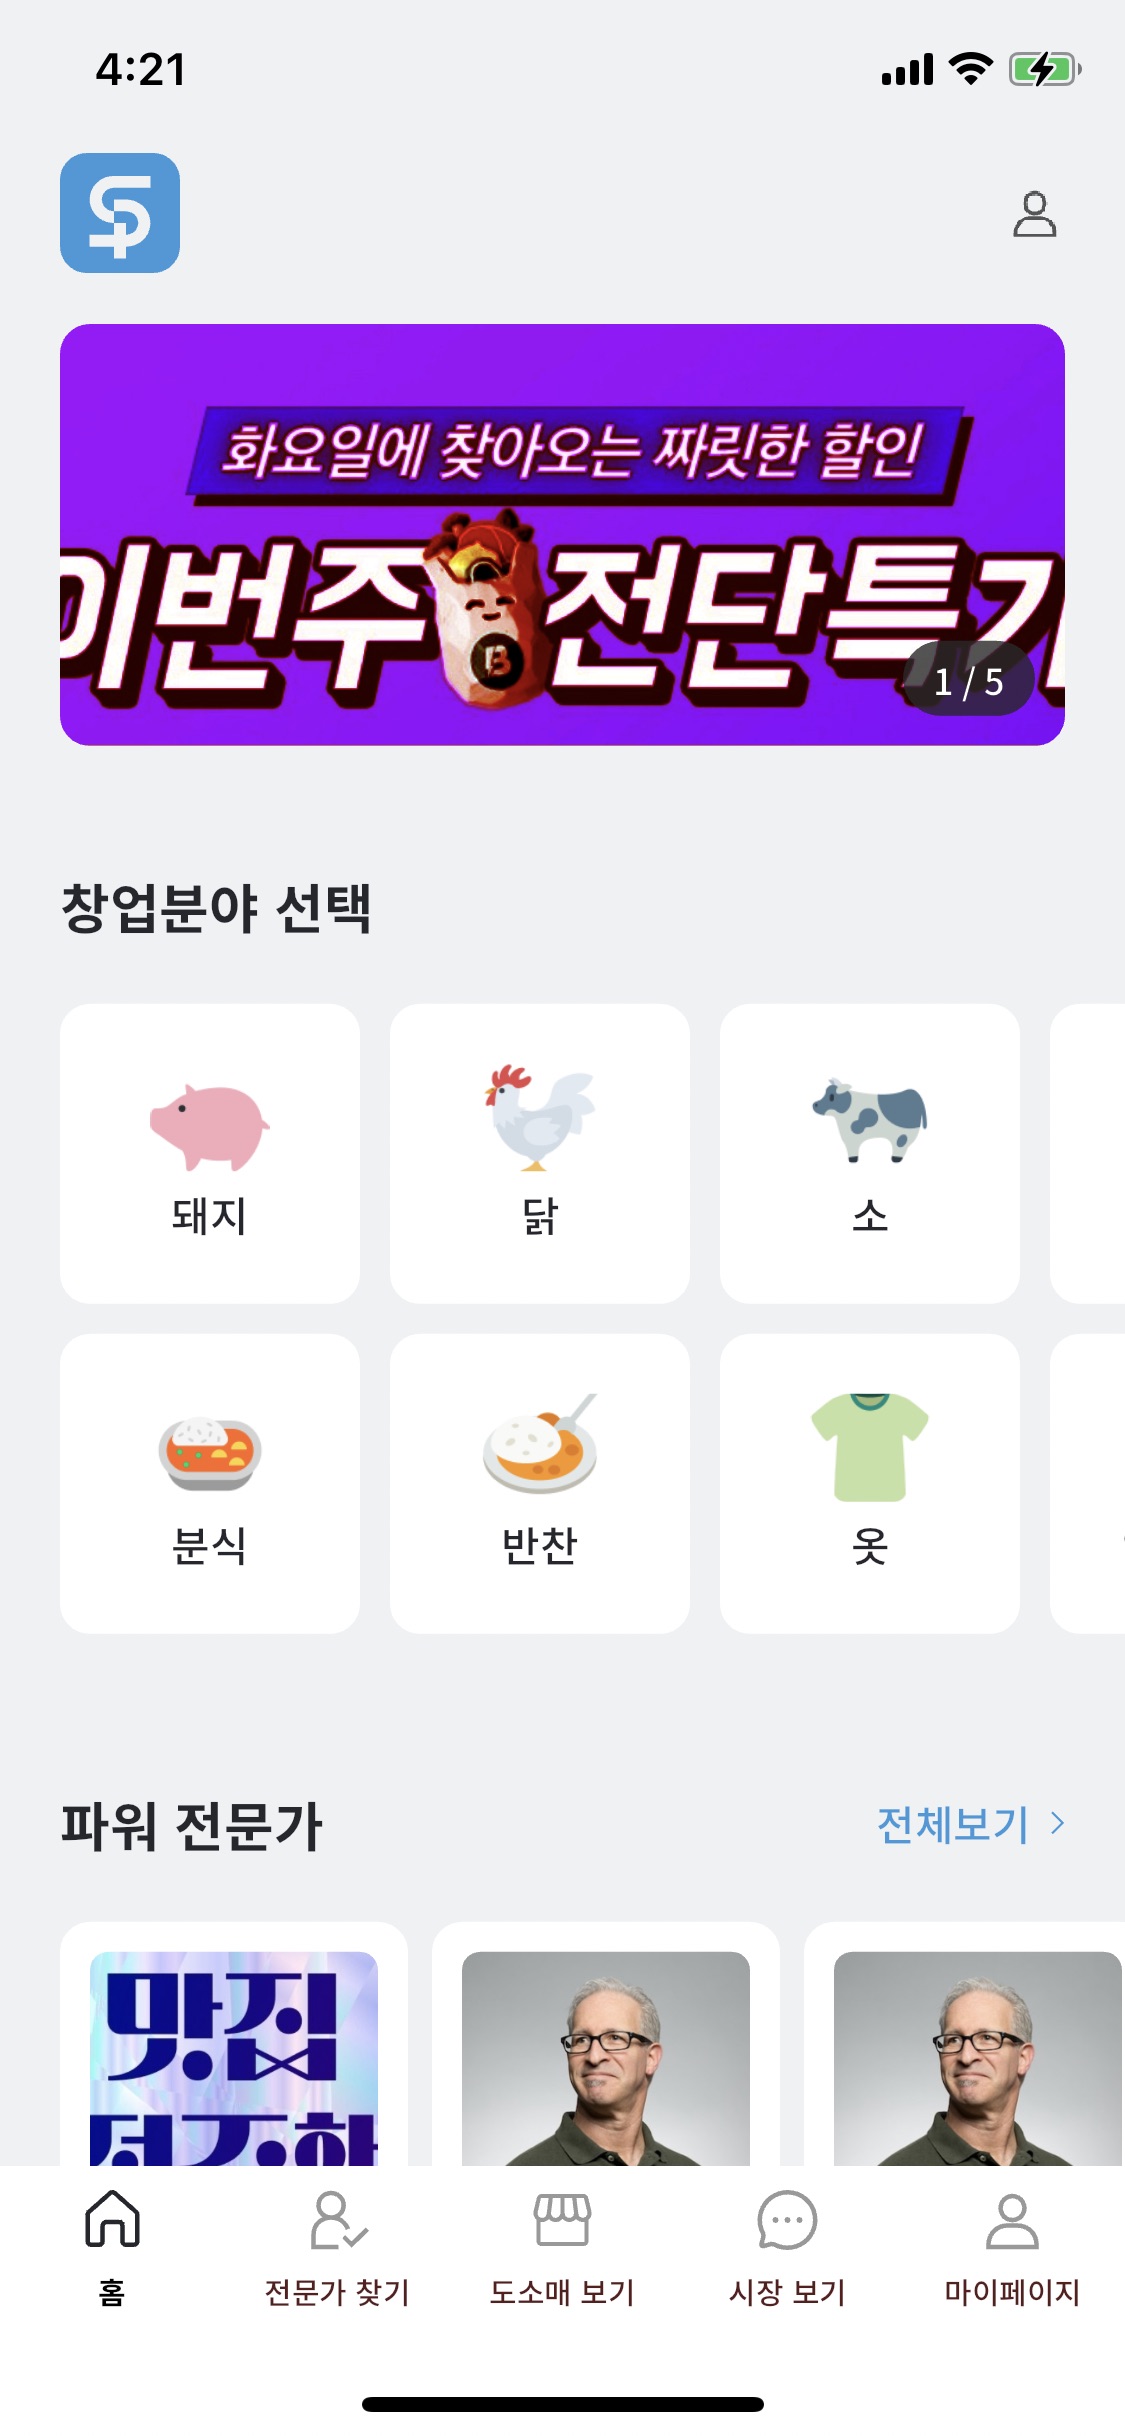 4:21
화요일에 찾아오는 짜릿한 할인
이번주 전단특가
B
1 / 5
창업분야 선택
돼지
닭
소
분식
반찬
옷
파워 전문가
전체보기
맛집
홈
전문가 찾기
도소매 보기
시장 보기
마이페이지